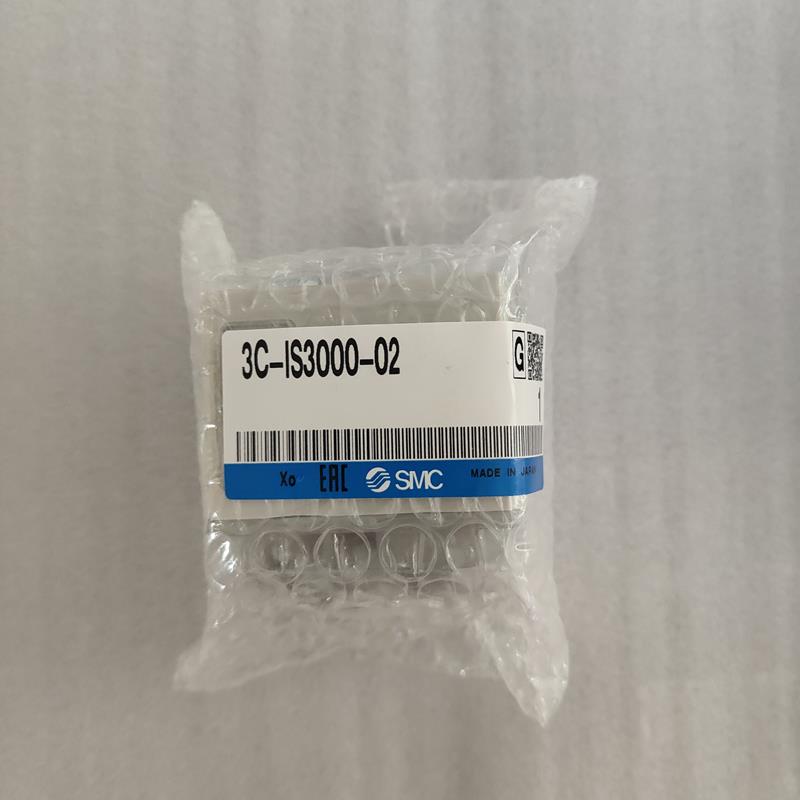 3C-IS3000-02
G
1
Xo EAC SMC MADE IN JAPAN